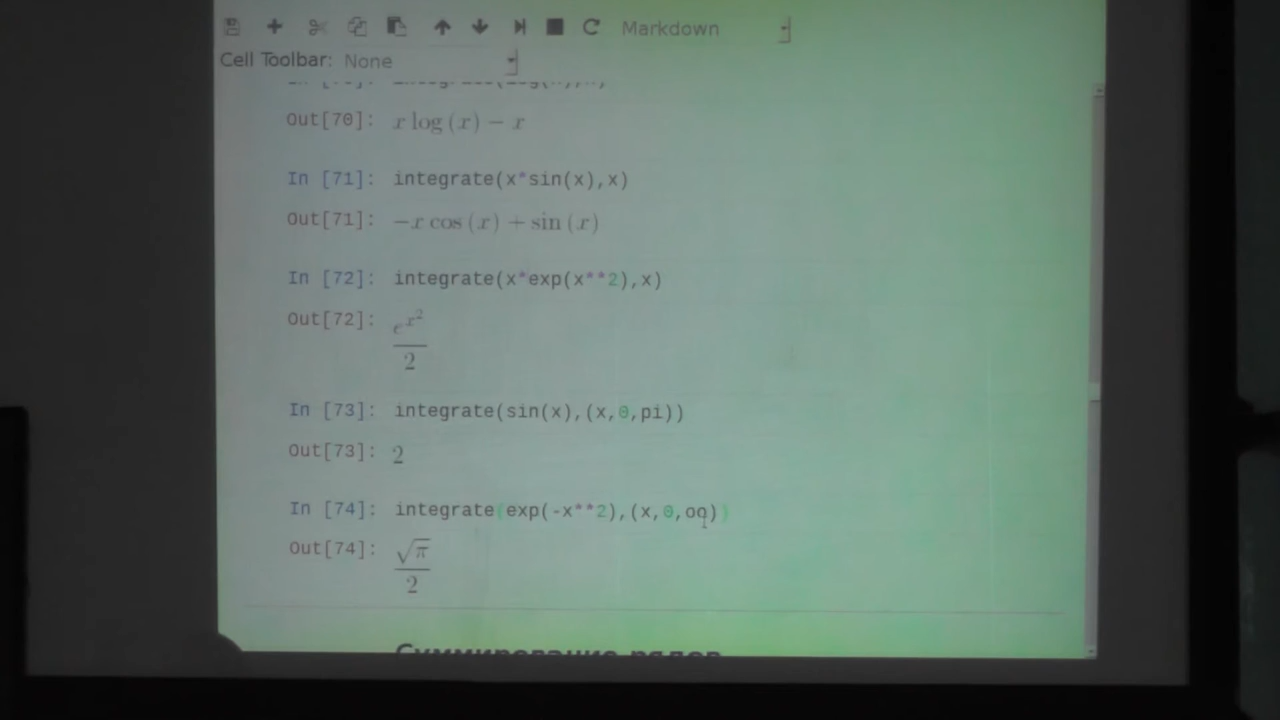 Markdown
Cell Toolbar: None
Out[70]: x log (x) − x
In [71]: integrate(x*sin(x),x)
Out[71]: −x cos (x) + sin (x)
In [72]: integrate(x*exp(x**2),x)
Out[72]: e^{x^2}
2
In [73]: integrate(sin(x),(x,0,pi))
Out[73]: 2
In [74]: integrate(exp(-x**2),(x,0,oo))
Out[74]: √π
2
Суммирование рядов